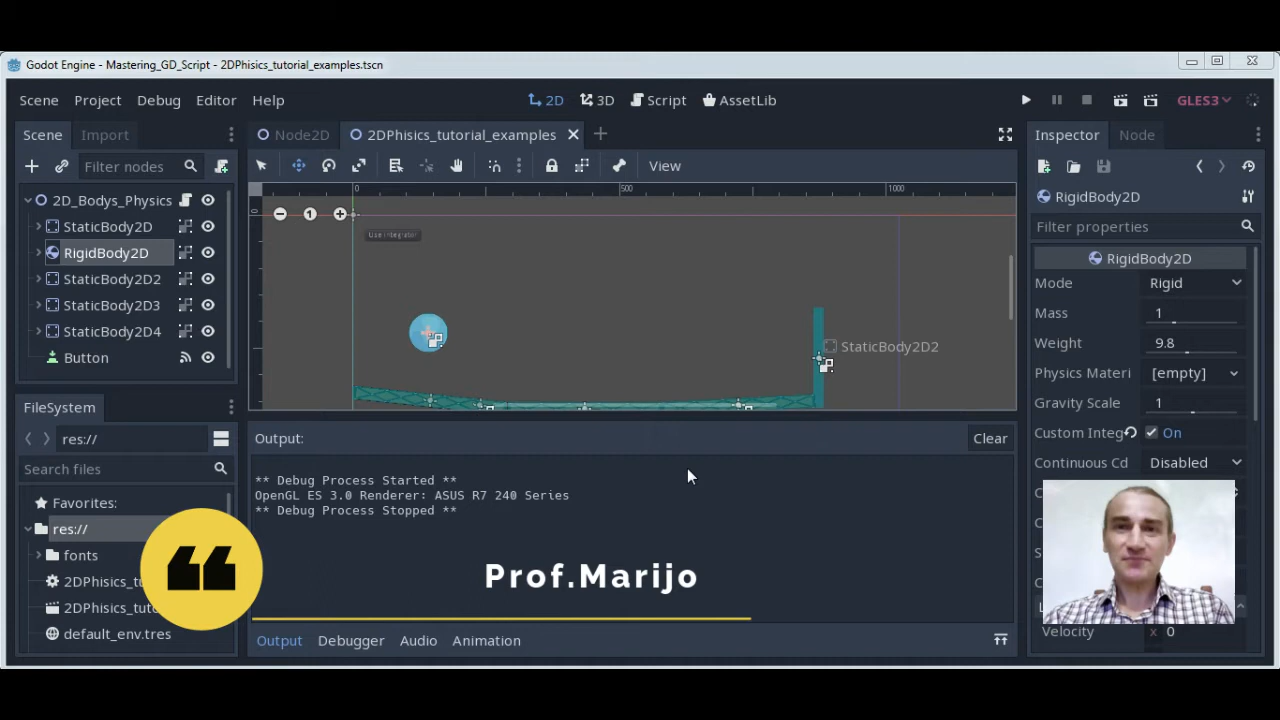 Godot Engine - Mastering_GD_Script - 2DPhisics_tutorial_examples.tscn
Scene Project Debug Editor Help
2D 3D Script AssetLib
GLES3
Scene Import
Node2D 2DPhisics_tutorial_examples
Inspector Node
Filter nodes
View
0 500 1000
2D_Bodys_Physics
StaticBody2D
RigidBody2D
StaticBody2D2
StaticBody2D3
StaticBody2D4
Button
Use integrator
StaticBody2D2
RigidBody2D
Filter properties
RigidBody2D
Mode Rigid
Mass 1
Weight 9.8
Physics Materi [empty]
Gravity Scale 1
Custom Integ On
Continuous Cd Disabled
Velocity x 0
FileSystem
res://
Search files
Favorites:
res://
fonts
2DPhisics_tu
2DPhisics_tuto
default_env.tres
Output: Clear
** Debug Process Started **
OpenGL ES 3.0 Renderer: ASUS R7 240 Series
** Debug Process Stopped **
Prof.Marijo
Output Debugger Audio Animation